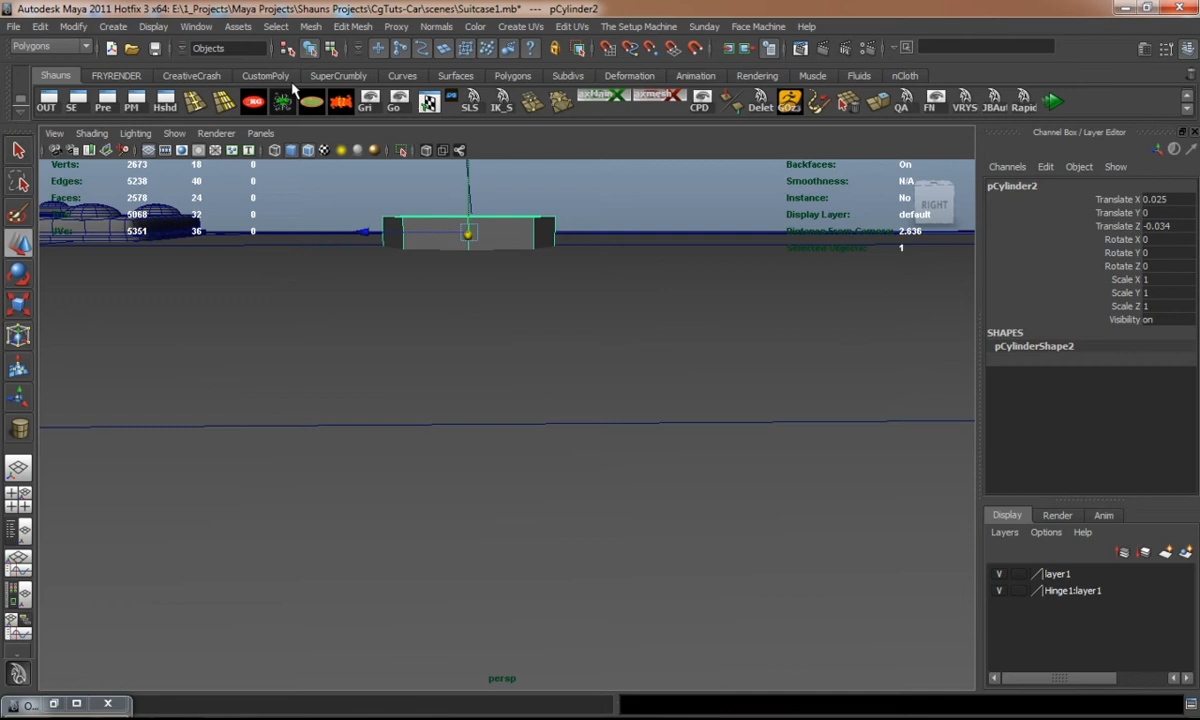 Autodesk Maya 2011 Hotfix 3 x64: E:\1_Projects\Maya Projects\Shauns Projects\CgTuts-Car\scenes\Suitcase1.mb* --- pCylinder2
File Edit Modify Create Display Window Assets Select Mesh Edit Mesh Proxy Normals Color Create UVs Edit UVs The Setup Machine Sunday Face Machine Help
Polygons Objects
Shauns FRYRENDER CreativeCrash CustomPoly SuperCrumbly Curves Surfaces Polygons Subdivs Deformation Animation Rendering Muscle Fluids nCloth
OUT SE Pre PM Hshd Gri Go SLS IK_S CPD Delet GOz3 QA FN VRYS JBAut Rapic
View Shading Lighting Show Renderer Panels
Channel Box / Layer Editor
Channels Edit Object Show
Verts: 2673 18 0
Edges: 5238 40 0
Faces: 2578 24 0
5068 32 0
UVs: 5351 36 0
Backfaces: On
Smoothness: N/A
Instance: No
Display Layer: default
Distance From Camera: 2.636
Selected Objects: 1
RIGHT
pCylinder2
Translate X 0.025
Translate Y 0
Translate Z -0.034
Rotate X 0
Rotate Y 0
Rotate Z 0
Scale X 1
Scale Y 1
Scale Z 1
Visibility on
SHAPES
pCylinderShape2
persp
Display Render Anim
Layers Options Help
V layer1
V Hinge1:layer1
O...